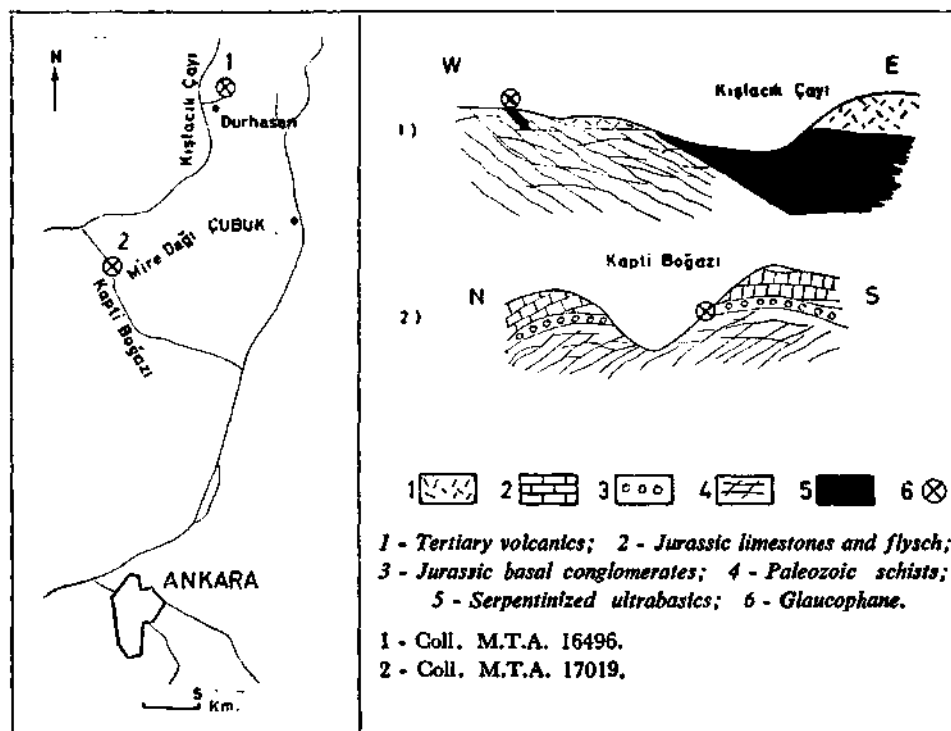 N
1
Durhasan
Kışlacık Çayı
ÇUBUK
2
Mire Dağı
Kapti Boğazı
ANKARA
5
Km.
W
E
Kışlacık Çayı
1)
Kapti Boğazı
N
S
2)
1 2 3 4 5 6
1 - Tertiary volcanics; 2 - Jurassic limestones and flysch;
3 - Jurassic basal conglomerates; 4 - Paleozoic schists;
5 - Serpentinized ultrabasics; 6 - Glaucophane.
1 - Coll. M.T.A. 16496.
2 - Coll. M.T.A. 17019.